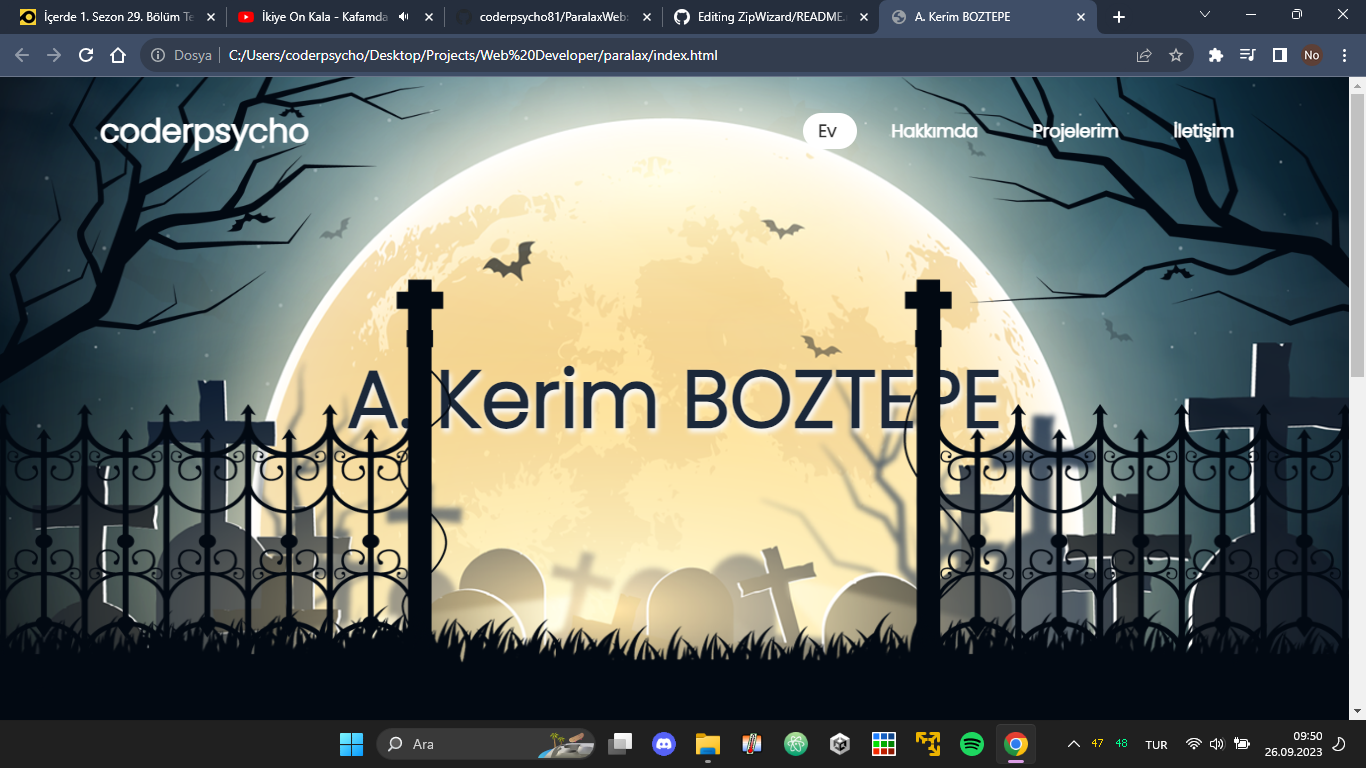 İçerde 1. Sezon 29. Bölüm Te
İkiye On Kala - Kafamda
coderpsycho81/ParalaxWeb
Editing ZipWizard/README.
A. Kerim BOZTEPE
Dosya
C:/Users/coderpsycho/Desktop/Projects/Web%20Developer/paralax/index.html
No
coderpsycho
Ev
Hakkımda
Projelerim
İletişim
A. Kerim BOZTEPE
Ara
47
48
TUR
09:50
26.09.2023